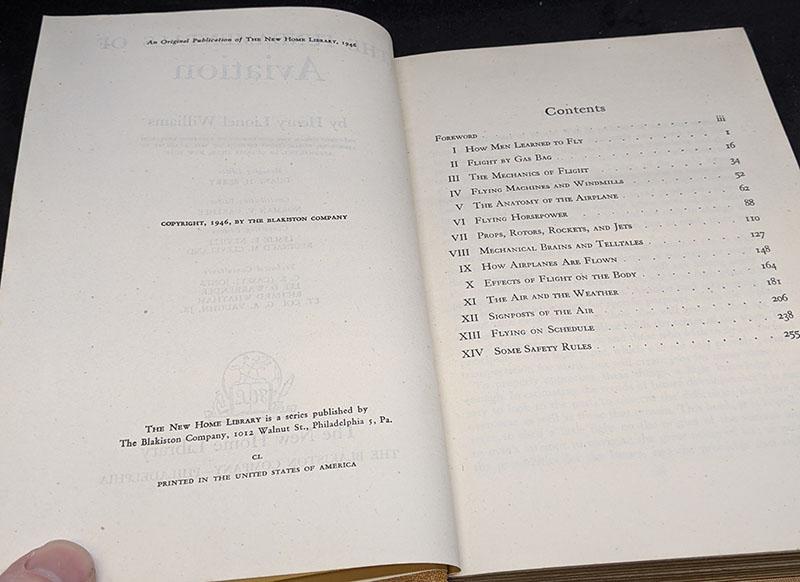 An Original Publication of THE NEW HOME LIBRARY, 1946
COPYRIGHT, 1946, BY THE BLAKISTON COMPANY
THE NEW HOME LIBRARY is a series published by
The Blakiston Company, 1012 Walnut St., Philadelphia 5, Pa.
CL
PRINTED IN THE UNITED STATES OF AMERICA
Contents
FOREWORD iii
I HOW MEN LEARNED TO FLY 1
II FLIGHT BY GAS BAG 16
III THE MECHANICS OF FLIGHT 34
IV FLYING MACHINES AND WINDMILLS 52
V THE ANATOMY OF THE AIRPLANE 62
VI FLYING HORSEPOWER 88
VII PROPS, ROTORS, ROCKETS, AND JETS 110
VIII MECHANICAL BRAINS AND TELLTALES 127
IX HOW AIRPLANES ARE FLOWN 148
X EFFECTS OF FLIGHT ON THE BODY 164
XI THE AIR AND THE WEATHER 181
XII SIGNPOSTS OF THE AIR 206
XIII FLYING ON SCHEDULE 238
XIV SOME SAFETY RULES 255